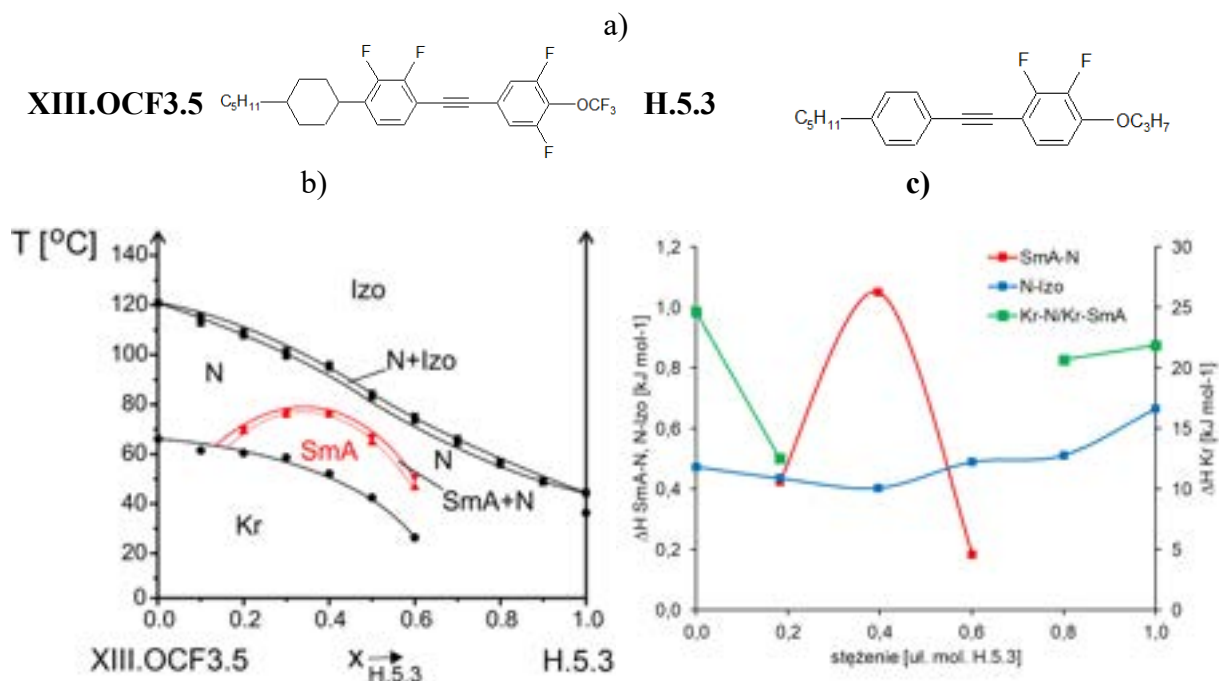 a)
XIII.OCF3.5
C5H11
F
F
F
OCF3
F
H.5.3
C5H11
F
F
OC3H7
b)
c)
T [°C]
140
120
100
80
60
40
20
0
Izo
N+Izo
N
SmA
N
SmA+N
Kr
0.0 0.2 0.4 0.6 0.8 1.0
XIII.OCF3.5
x H.5.3
H.5.3
ΔH SmA-N, N-Izo [kJ mol-1]
1,2
1,0
0,8
0,6
0,4
0,2
0,0
SmA-N
N-Izo
Kr-N/Kr-SmA
30
25
20
15
10
5
0
ΔH Kr [kJ mol-1]
0,0 0,2 0,4 0,6 0,8 1,0
stężenie [uł. mol. H.5.3]